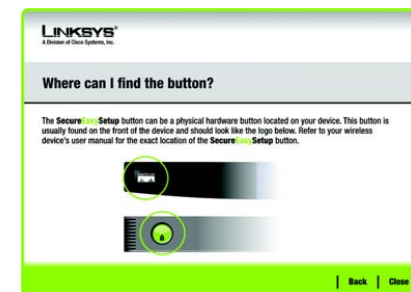 LINKSYS®
A Division of Cisco Systems, Inc.
Where can I find the button?
The SecureEasySetup button can be a physical hardware button located on your device. This button is
usually found on the front of the device and should look like the logo below. Refer to your wireless
device's user manual for the exact location of the SecureEasySetup button.
Back | Close